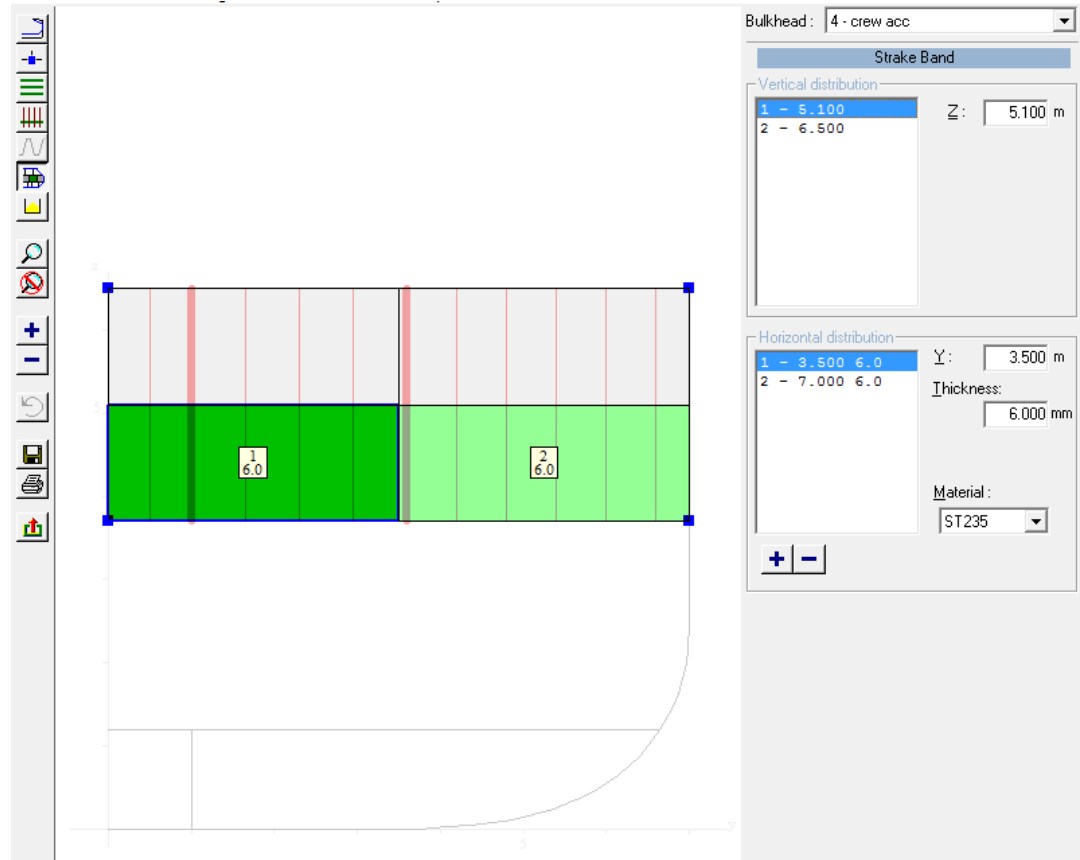 Bulkhead : 4 - crew acc
Strake Band
Vertical distribution
1 - 5.100
2 - 6.500
Z : 5.100 m
Horizontal distribution
1 - 3.500 6.0
2 - 7.000 6.0
Y : 3.500 m
Thickness:
6.000 mm
Material :
ST235
1
6.0
2
6.0
5